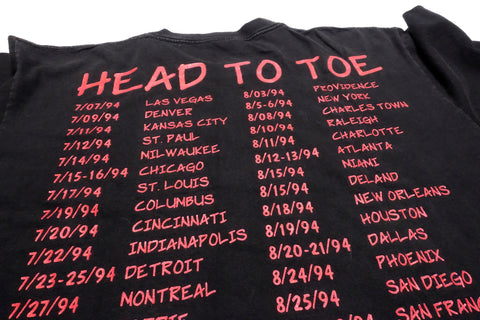 HEAD TO TOE
7/07/94 LAS VEGAS
7/09/94 DENVER
7/11/94 KANSAS CITY
7/12/94 ST. PAUL
7/14/94 NILWAUKEE
7/15-16/94 CHICAGO
7/17/94 ST. LOUIS
7/19/94 COLUMBUS
7/20/94 CINCINNATI
7/22/94 INDIANAPOLIS
7/23-25/94 DETROIT
7/27/94 MONTREAL
8/03/94 PROVIDENCE
8/5-6/94 NEW YORK
8/08/94 CHARLES TOWN
8/10/94 RALEIGH
8/11/94 CHARLOTTE
8/12-13/94 ATLANTA
8/15/94 NIANI
8/15/94 DELAND
8/18/94 NEW ORLEANS
8/19/94 HOUSTON
8/20-21/94 DALLAS
8/24/94 PHOENIX
8/25/94 SAN DIEGO
SAN FRANC